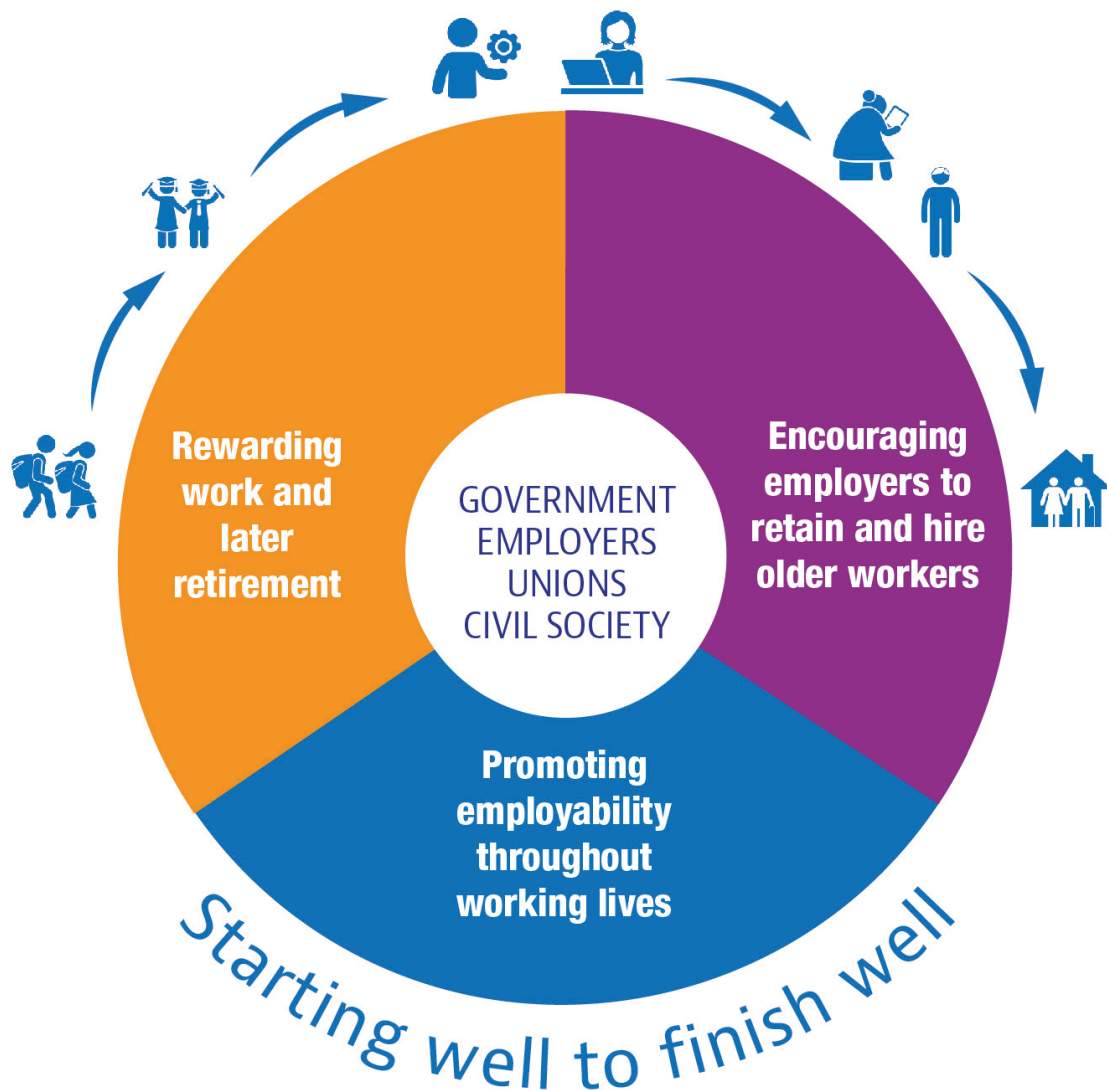 Rewarding
work and
later
retirement
GOVERNMENT
EMPLOYERS
UNIONS
CIVIL SOCIETY
Encouraging
employers to
retain and hire
older workers
Promoting
employability
throughout
working lives
Starting well to finish well